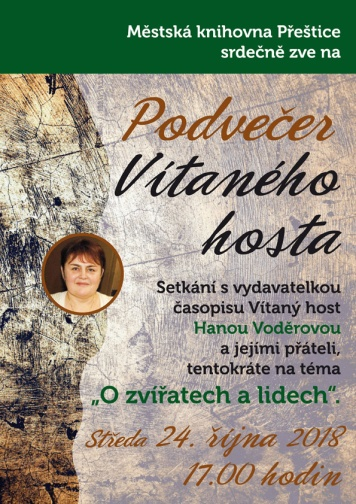 Městská knihovna Přeštice
srdečně zve na
Podvečer
Vítaného
hosta
Setkání s vydavatelkou
časopisu Vítaný host
Hanou Voděrovou
a jejími přáteli,
tentokráte na téma
„O zvířatech a lidech“.
Středa 24. října 2018
17.00 hodin